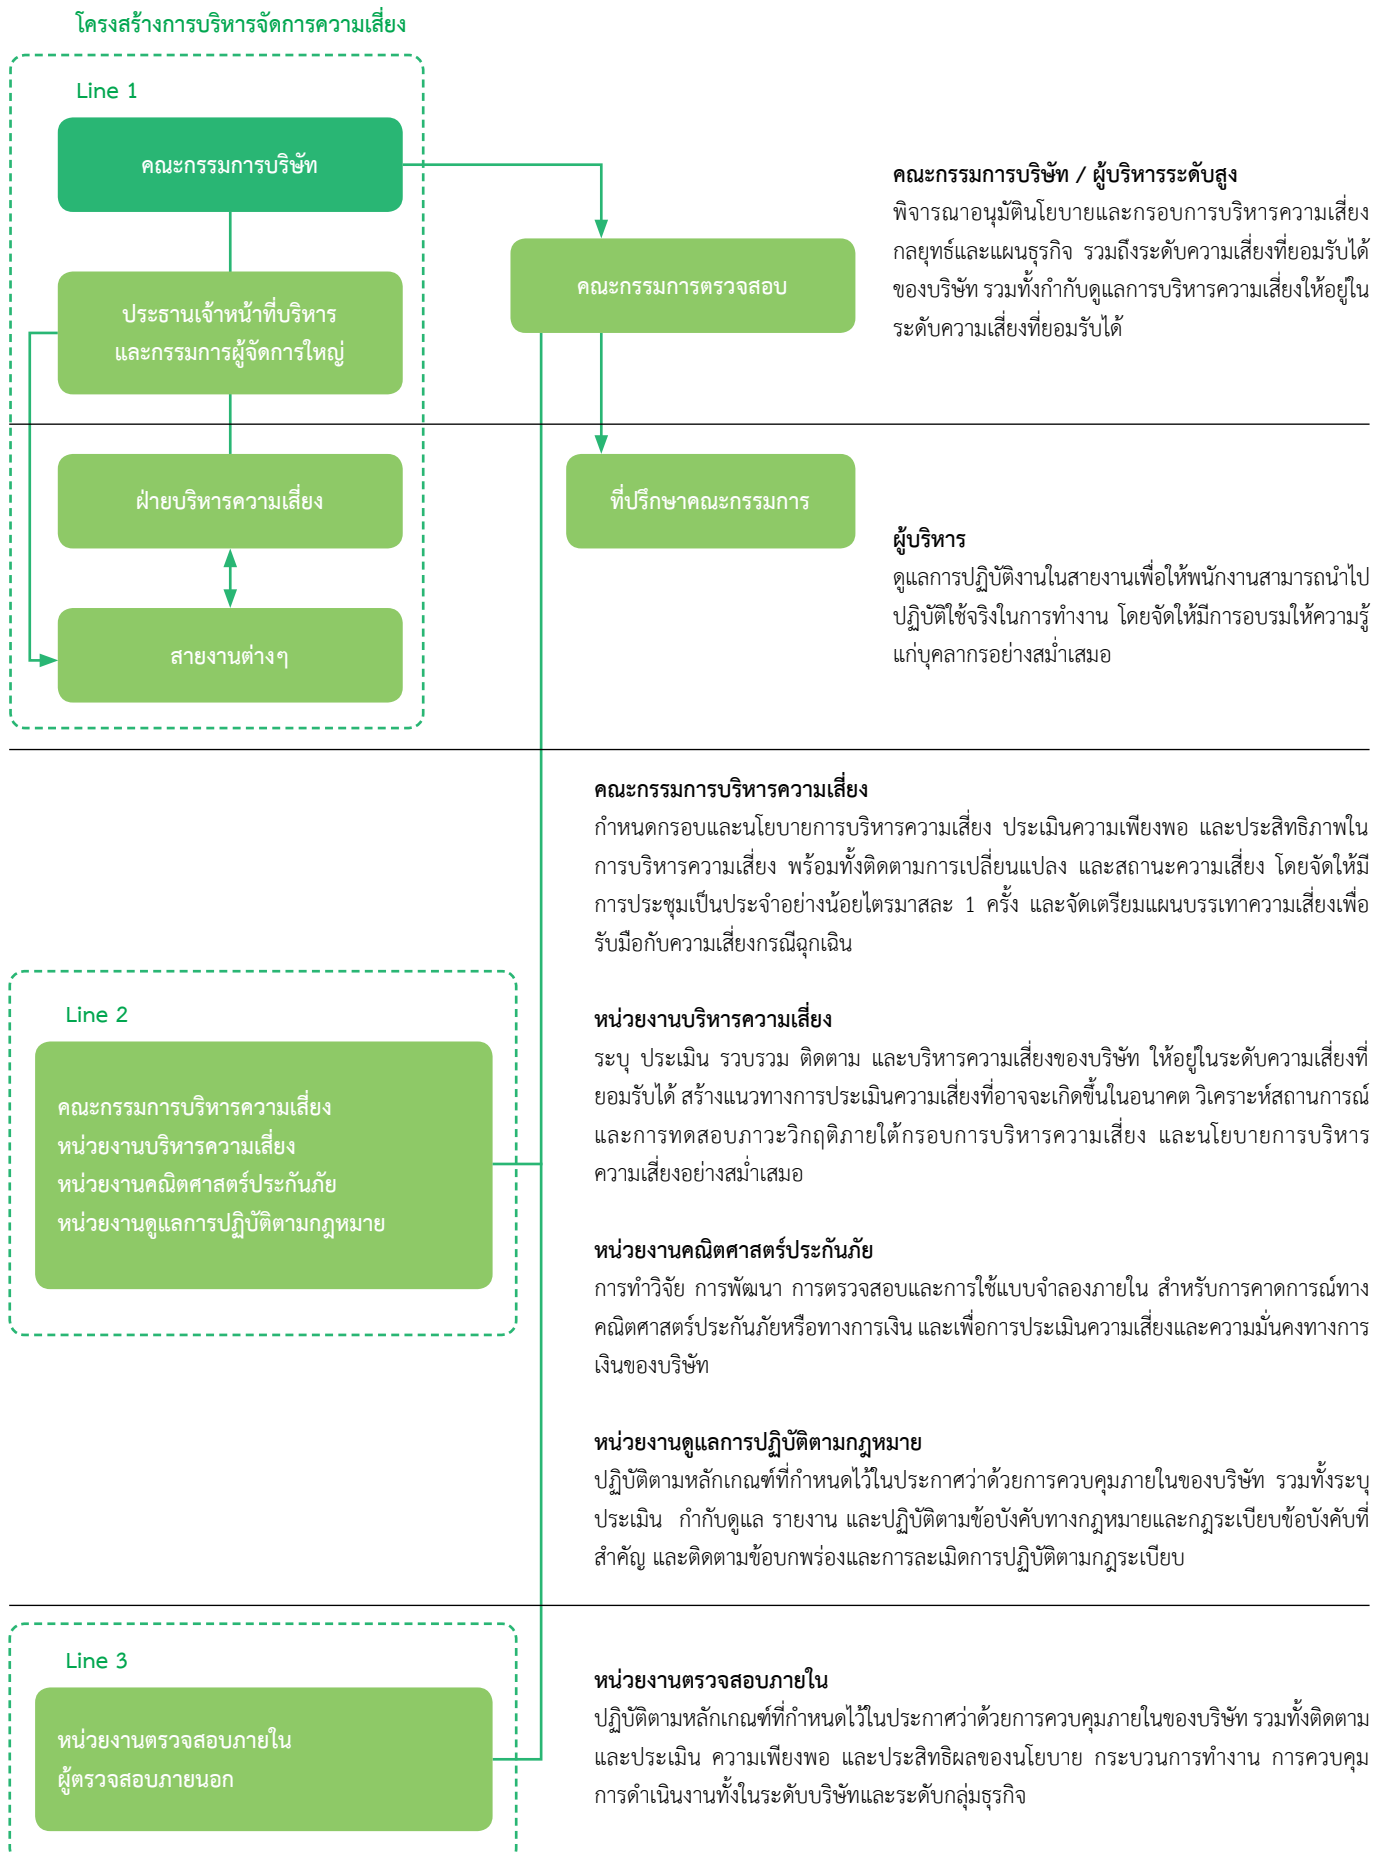 โครงสร้างการบริหารจัดการความเสี่ยง
Line 1
คณะกรรมการบริษัท
ประธานเจ้าหน้าที่บริหาร
และกรรมการผู้จัดการใหญ่
ฝ่ายบริหารความเสี่ยง
สายงานต่างๆ
คณะกรรมการตรวจสอบ
ที่ปรึกษาคณะกรรมการ
คณะกรรมการบริษัท / ผู้บริหารระดับสูง
พิจารณาอนุมัตินโยบายและกรอบการบริหารความเสี่ยง
กลยุทธ์และแผนธุรกิจ รวมถึงระดับความเสี่ยงที่ยอมรับได้
ของบริษัท รวมทั้งกำกับดูแลการบริหารความเสี่ยงให้อยู่ใน
ระดับความเสี่ยงที่ยอมรับได้
ผู้บริหาร
ดูแลการปฏิบัติงานในสายงานเพื่อให้พนักงานสามารถนำไป
ปฏิบัติใช้จริงในการทำงาน โดยจัดให้มีการอบรมให้ความรู้
แก่บุคลากรอย่างสม่ำเสมอ
คณะกรรมการบริหารความเสี่ยง
กำหนดกรอบและนโยบายการบริหารความเสี่ยง ประเมินความเพียงพอ และประสิทธิภาพใน
การบริหารความเสี่ยง พร้อมทั้งติดตามการเปลี่ยนแปลง และสถานะความเสี่ยง โดยจัดให้มี
การประชุมเป็นประจำอย่างน้อยไตรมาสละ 1 ครั้ง และจัดเตรียมแผนบรรเทาความเสี่ยงเพื่อ
รับมือกับความเสี่ยงกรณีฉุกเฉิน
Line 2
คณะกรรมการบริหารความเสี่ยง
หน่วยงานบริหารความเสี่ยง
หน่วยงานคณิตศาสตร์ประกันภัย
หน่วยงานดูแลการปฏิบัติตามกฎหมาย
หน่วยงานบริหารความเสี่ยง
ระบุ ประเมิน รวบรวม ติดตาม และบริหารความเสี่ยงของบริษัท ให้อยู่ในระดับความเสี่ยงที่
ยอมรับได้ สร้างแนวทางการประเมินความเสี่ยงที่อาจจะเกิดขึ้นในอนาคต วิเคราะห์สถานการณ์
และการทดสอบภาวะวิกฤติภายใต้กรอบการบริหารความเสี่ยง และนโยบายการบริหาร
ความเสี่ยงอย่างสม่ำเสมอ
หน่วยงานคณิตศาสตร์ประกันภัย
การทำวิจัย การพัฒนา การตรวจสอบและการใช้แบบจำลองภายใน สำหรับการคาดการณ์ทาง
คณิตศาสตร์ประกันภัยหรือทางการเงิน และเพื่อการประเมินความเสี่ยงและความมั่นคงทางการ
เงินของบริษัท
หน่วยงานดูแลการปฏิบัติตามกฎหมาย
ปฏิบัติตามหลักเกณฑ์ที่กำหนดไว้ในประกาศว่าด้วยการควบคุมภายในของบริษัท รวมทั้งระบุ
ประเมิน กำกับดูแล รายงาน และปฏิบัติตามข้อบังคับทางกฎหมายและกฎระเบียบข้อบังคับที่
สำคัญ และติดตามข้อบกพร่องและการละเมิดการปฏิบัติตามกฎระเบียบ
Line 3
หน่วยงานตรวจสอบภายใน
ผู้ตรวจสอบภายนอก
หน่วยงานตรวจสอบภายใน
ปฏิบัติตามหลักเกณฑ์ที่กำหนดไว้ในประกาศว่าด้วยการควบคุมภายในของบริษัท รวมทั้งติดตาม
และประเมิน ความเพียงพอ และประสิทธิผลของนโยบาย กระบวนการทำงาน การควบคุม
การดำเนินงานทั้งในระดับบริษัทและระดับกลุ่มธุรกิจ